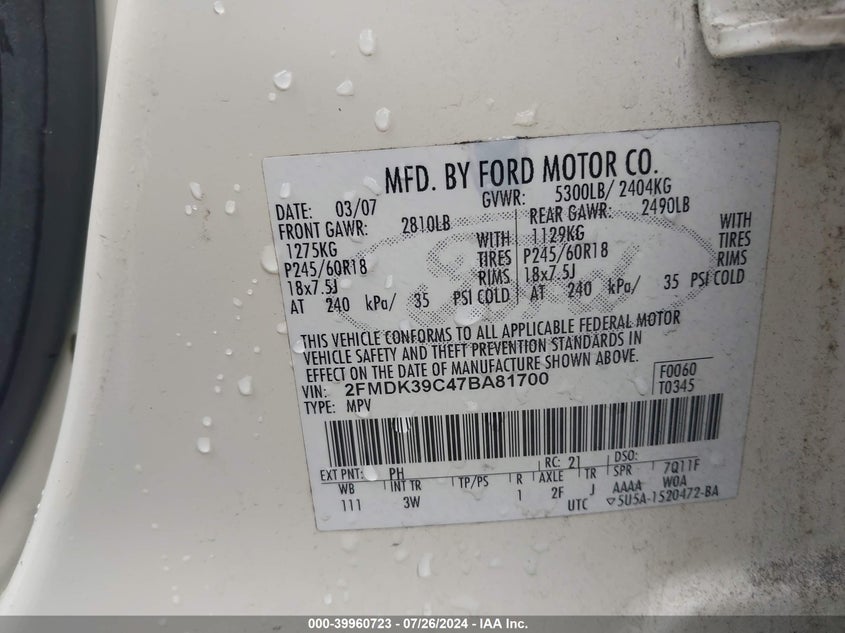 MFD. BY FORD MOTOR CO.
DATE: 03/07 GVWR: 5300LB/ 2404KG
FRONT GAWR: 2810LB REAR GAWR: 2490LB
1275KG WITH 1129KG WITH
P245/60R18 TIRES P245/60R18 TIRES
18x7.5J RIMS 18x7.5J RIMS
AT 240 kPa/ 35 PSI COLD AT 240 kPa/ 35 PSI COLD
THIS VEHICLE CONFORMS TO ALL APPLICABLE FEDERAL MOTOR
VEHICLE SAFETY AND THEFT PREVENTION STANDARDS IN
EFFECT ON THE DATE OF MANUFACTURE SHOWN ABOVE.
VIN: 2FMDK39C47BA81700 F0060
TYPE: MPV T0345
EXT PNT: PH RC: 21 DSO:
WB INT TR TP/PS R AXLE TR SPR 7Q11F
111 3W 1 2F J AAAA W0A
UTC ▽5U5A-1520472-BA
000-39960723 - 07/26/2024 - IAA Inc.